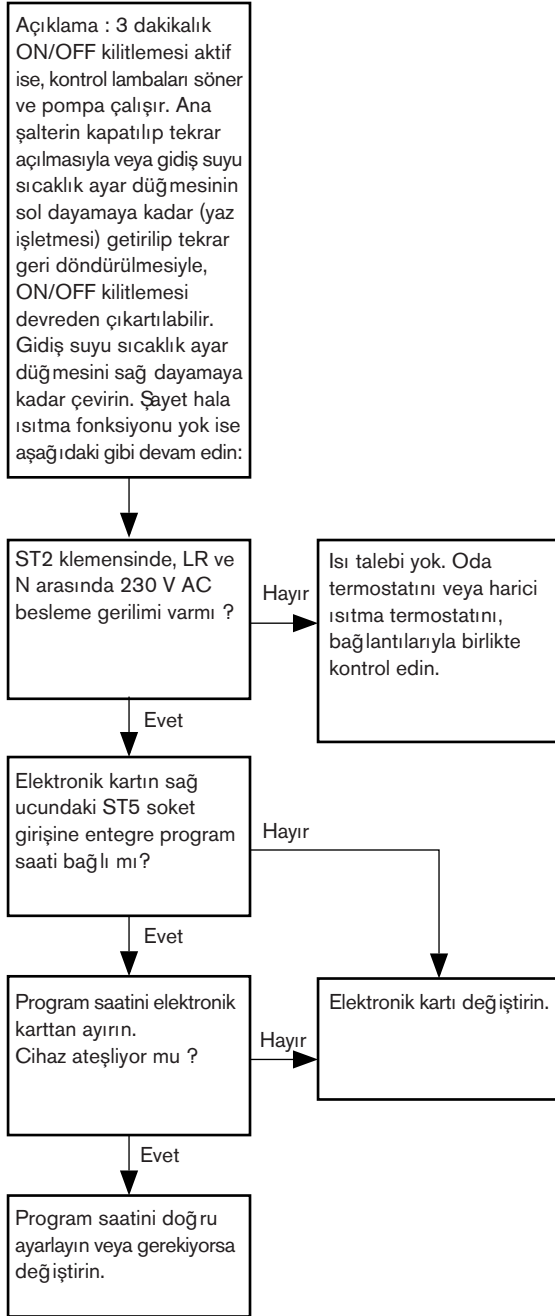 Açıklama : 3 dakikalık
ON/OFF kilitlemesi aktif
ise, kontrol lambaları söner
ve pompa çalışır. Ana
şalterin kapatılıp tekrar
açılmasıyla veya gidiş suyu
sıcaklık ayar düğmesinin
sol dayamaya kadar (yaz
işletmesi) getirilip tekrar
geri döndürülmesiyle,
ON/OFF kilitlemesi
devreden çıkartılabilir.
Gidiş suyu sıcaklık ayar
düğmesini sağ dayamaya
kadar çevirin. Şayet hala
ısıtma fonksiyonu yok ise
aşağıdaki gibi devam edin:
ST2 klemensinde, LR ve
N arasında 230 V AC
besleme gerilimi varmı ?
Hayır
Isı talebi yok. Oda
termostatını veya harici
ısıtma termostatını,
bağlantılarıyla birlikte
kontrol edin.
Evet
Elektronik kartın sağ
ucundaki ST5 soket
girişine entegre program
saati bağlı mı?
Hayır
Evet
Program saatini elektronik
karttan ayırın.
Cihaz ateşliyor mu ?
Hayır
Elektronik kartı değiştirin.
Evet
Program saatini doğru
ayarlayın veya gerekiyorsa
değiştirin.